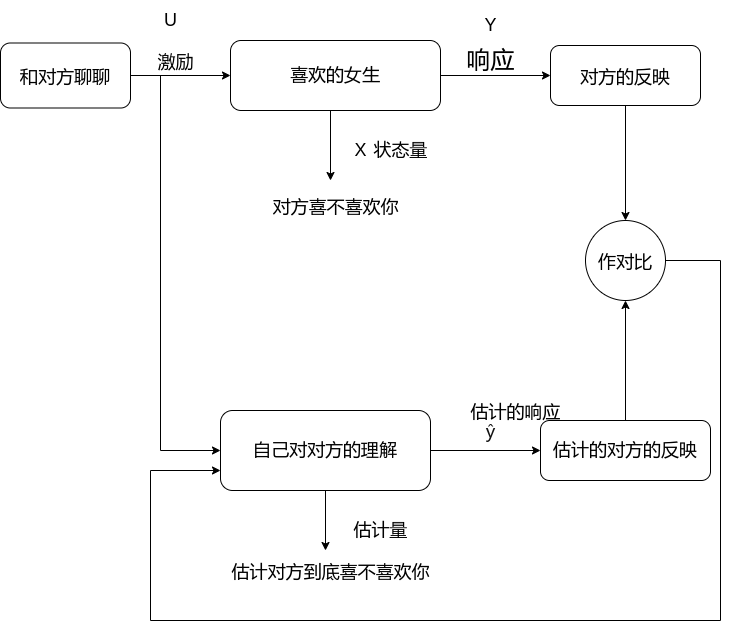 U
Y
激励
响应
和对方聊聊
喜欢的女生
对方的反映
X 状态量
对方喜不喜欢你
作对比
估计的响应
ŷ
自己对对方的理解
估计的对方的反映
估计量
估计对方到底喜不喜欢你